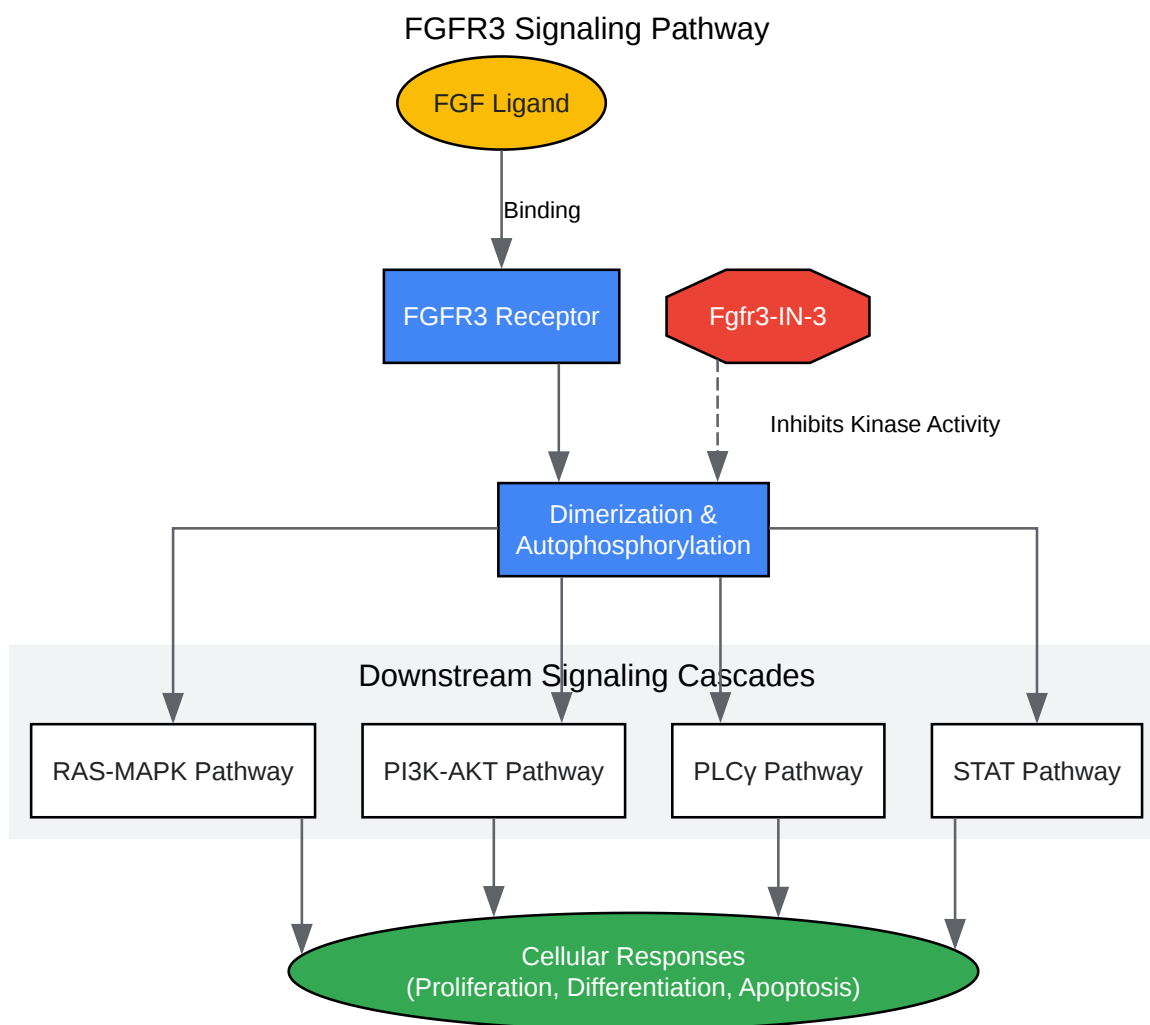 FGFR3 Signaling Pathway
FGF Ligand
Binding
FGFR3 Receptor
Fgfr3-IN-3
Inhibits Kinase Activity
Dimerization &
Autophosphorylation
Downstream Signaling Cascades
RAS-MAPK Pathway
PI3K-AKT Pathway
PLCγ Pathway
STAT Pathway
Cellular Responses
(Proliferation, Differentiation, Apoptosis)